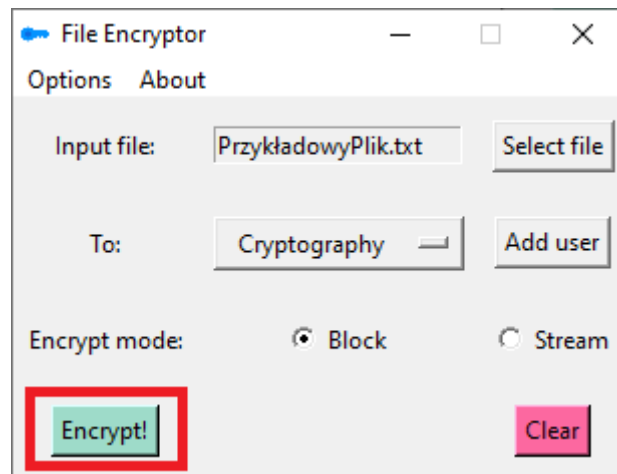 File Encryptor
Options About
Input file: PrzykładowyPlik.txt Select file
To: Cryptography Add user
Encrypt mode: Block Stream
Encrypt! Clear